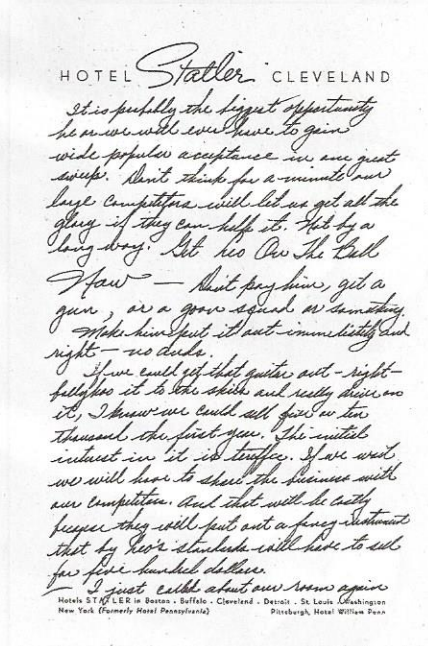 HOTEL Statler CLEVELAND
It is probably the biggest opportunity
he or we will ever have to gain
wide popular acceptance in one great
sweep. Don't think for a minute our
large competitors will let us get all the
glory if they can help it. Not by a
long way. Get Leo On The Ball
Now — Don't pay him, get a
gun, or a goon squad or something.
Make him put it out immediately and
right — no duds.
If we could get that guitar out - right -
ballyhoo it to the skies and really drive on
it, I know we could sell five or ten
thousand the first year. The initial
interest in it is terrific. If we wait
we will have to share the business with
our competitors. And that will be costly
because they will put out a fancy instrument
that by Leo's standards will have to sell
for five hundred dollars.
— I just called about our room again
Hotels STATLER in Boston · Buffalo · Cleveland · Detroit · St. Louis · Washington
New York (Formerly Hotel Pennsylvania) Pittsburgh, Hotel William Penn